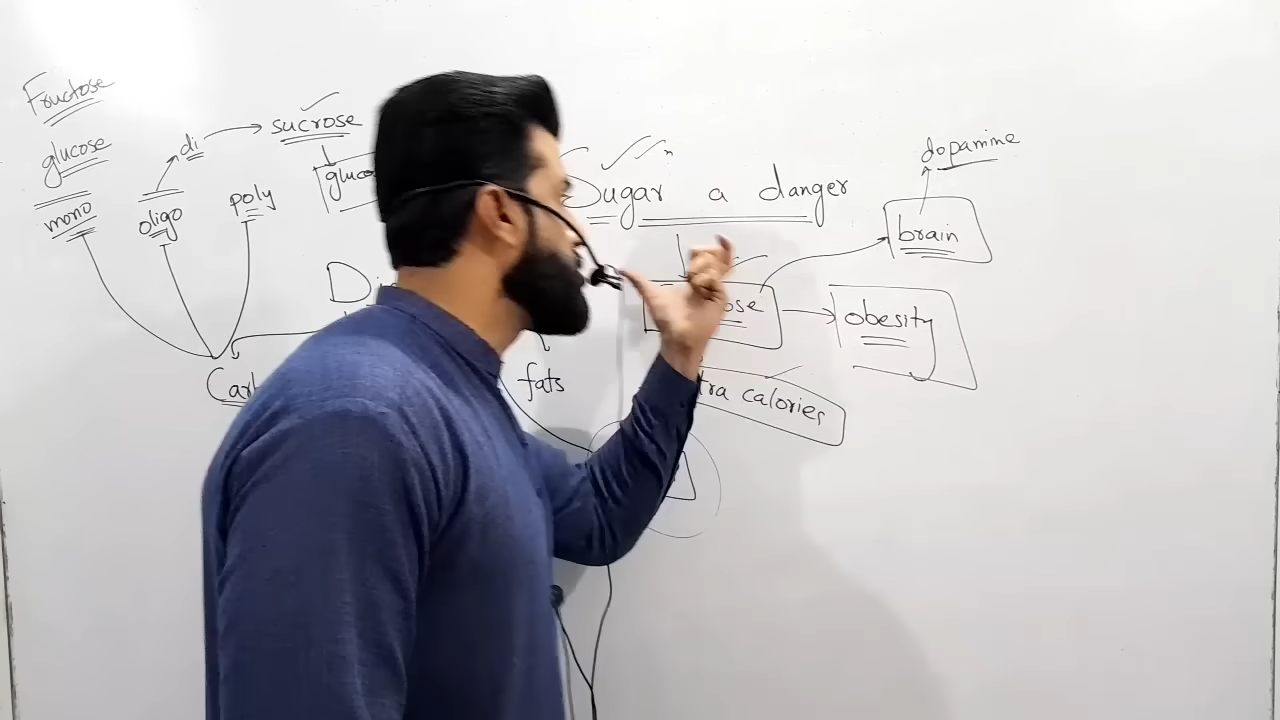 Fructose
glucose
mono
oligo
di
sucrose
poly
Sugar a danger
dopamine
brain
obesity
fats
calories